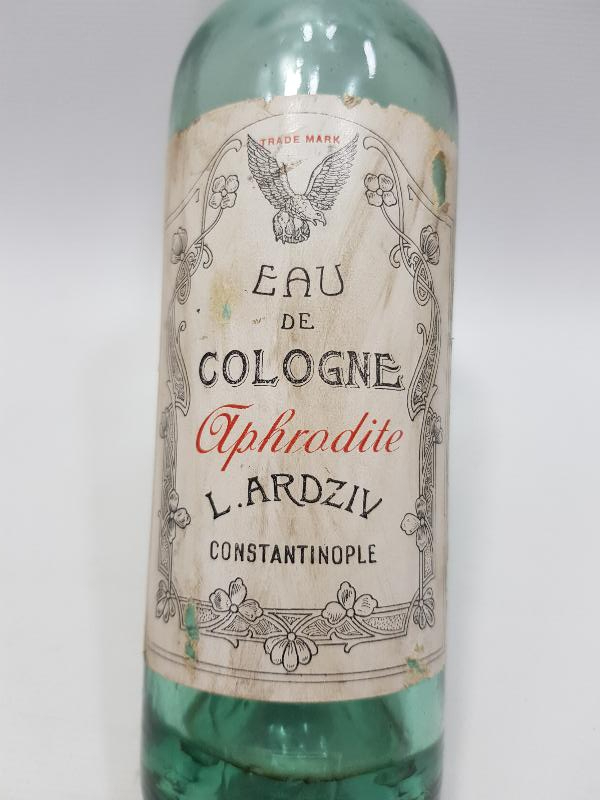 TRADE MARK
EAU
DE
COLOGNE
Aphrodite
L. ARDZIV
CONSTANTINOPLE